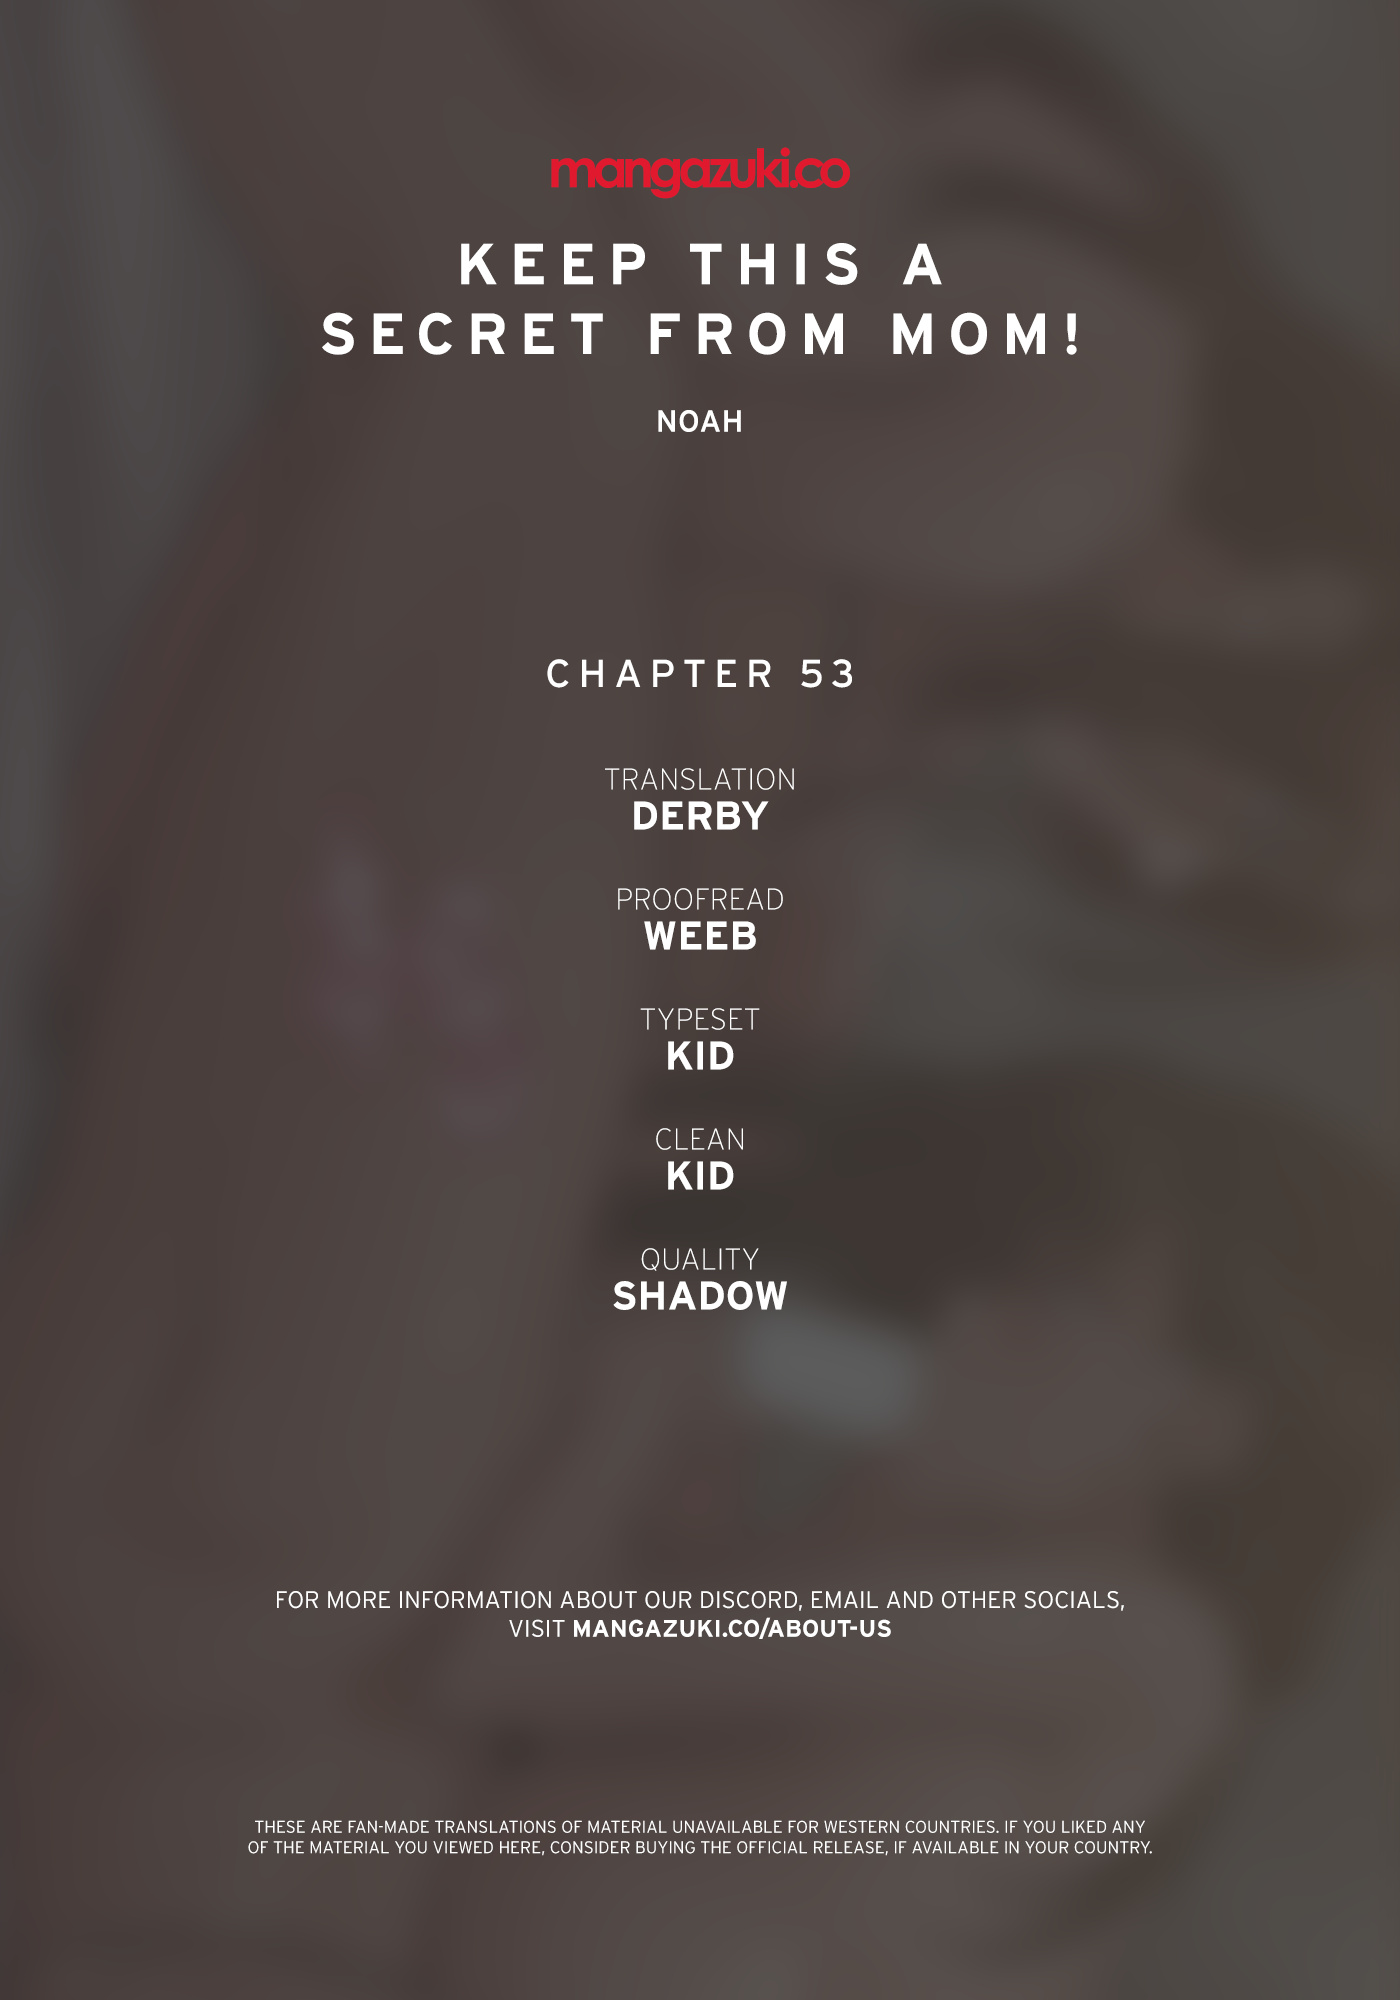 mangazuki.co
KEEP THIS A
SECRET FROM MOM!
NOAH
CHAPTER 53
TRANSLATION
DERBY
PROOFREAD
WEEB
TYPESET
KID
CLEAN
KID
QUALITY
SHADOW
FOR MORE INFORMATION ABOUT OUR DISCORD, EMAIL AND OTHER SOCIALS,
VISIT MANGAZUKI.CO/ABOUT-US
THESE ARE FAN-MADE TRANSLATIONS OF MATERIAL UNAVAILABLE FOR WESTERN COUNTRIES. IF YOU LIKED ANY
OF THE MATERIAL YOU VIEWED HERE, CONSIDER BUYING THE OFFICIAL RELEASE, IF AVAILABLE IN YOUR COUNTRY.